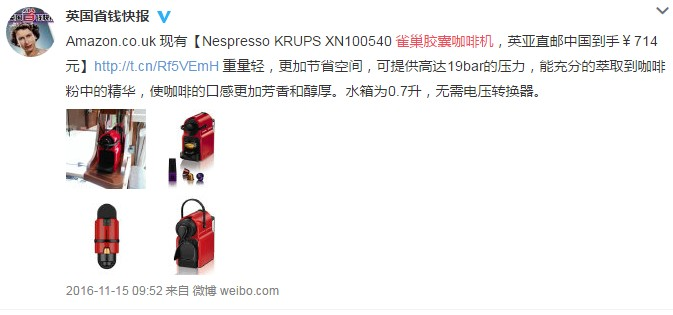 英国省钱快报
Amazon.co.uk 现有【Nespresso KRUPS XN100540 雀巢胶囊咖啡机，英亚直邮中国到手￥714
元】http://t.cn/Rf5VEmH 重量轻，更加节省空间，可提供高达19bar的压力，能充分的萃取到咖啡
粉中的精华，使咖啡的口感更加芳香和醇厚。水箱为0.7升，无需电压转换器。
2016-11-15 09:52 来自 微博 weibo.com